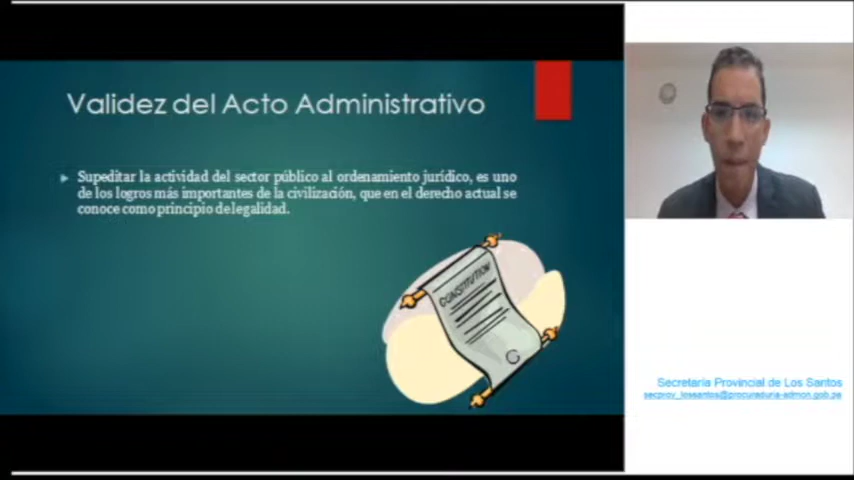 Validez del Acto Administrativo
Supeditar la actividad del sector público al ordenamiento jurídico, es uno
de los logros más importantes de la civilización, que en el derecho actual se
conoce como principio de legalidad.
CONSTITUTION
Secretaría Provincial de Los Santos
secprov_lossantos@procuraduria-admon.gob.pa